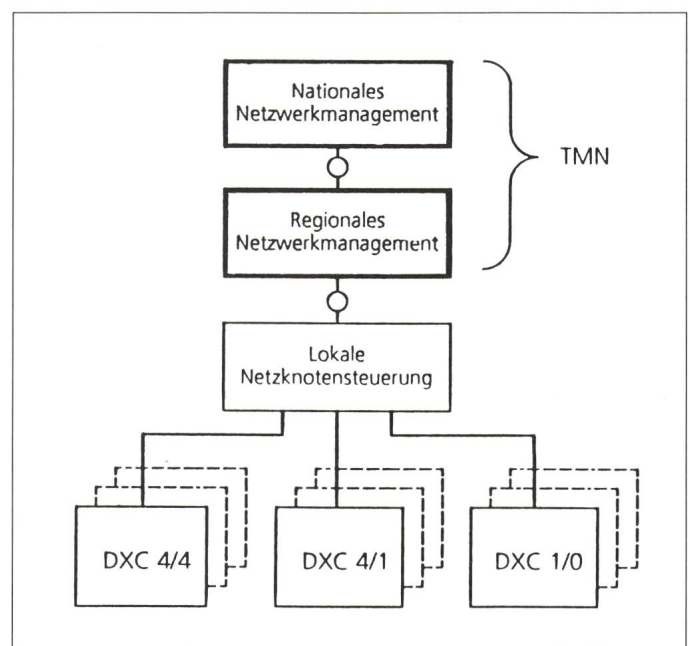 Nationales
Netzwerkmanagement
TMN
Regionales
Netzwerkmanagement
Lokale
Netzknotensteuerung
DXC 4/4
DXC 4/1
DXC 1/0